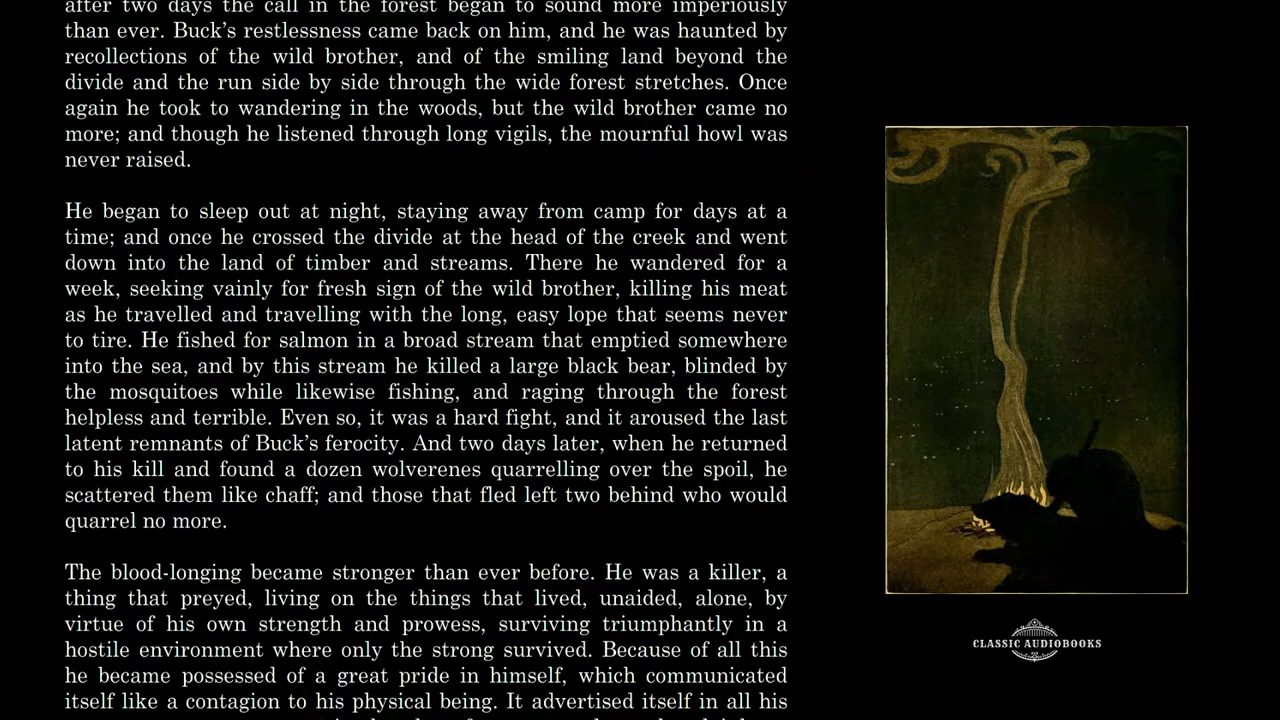 after two days the call in the forest began to sound more imperiously
than ever. Buck’s restlessness came back on him, and he was haunted by
recollections of the wild brother, and of the smiling land beyond the
divide and the run side by side through the wide forest stretches. Once
again he took to wandering in the woods, but the wild brother came no
more; and though he listened through long vigils, the mournful howl was
never raised.
He began to sleep out at night, staying away from camp for days at a
time; and once he crossed the divide at the head of the creek and went
down into the land of timber and streams. There he wandered for a
week, seeking vainly for fresh sign of the wild brother, killing his meat
as he travelled and travelling with the long, easy lope that seems never
to tire. He fished for salmon in a broad stream that emptied somewhere
into the sea, and by this stream he killed a large black bear, blinded by
the mosquitoes while likewise fishing, and raging through the forest
helpless and terrible. Even so, it was a hard fight, and it aroused the last
latent remnants of Buck’s ferocity. And two days later, when he returned
to his kill and found a dozen wolverenes quarrelling over the spoil, he
scattered them like chaff; and those that fled left two behind who would
quarrel no more.
The blood-longing became stronger than ever before. He was a killer, a
thing that preyed, living on the things that lived, unaided, alone, by
virtue of his own strength and prowess, surviving triumphantly in a
hostile environment where only the strong survived. Because of all this
he became possessed of a great pride in himself, which communicated
itself like a contagion to his physical being. It advertised itself in all his
CLASSIC AUDIOBOOKS